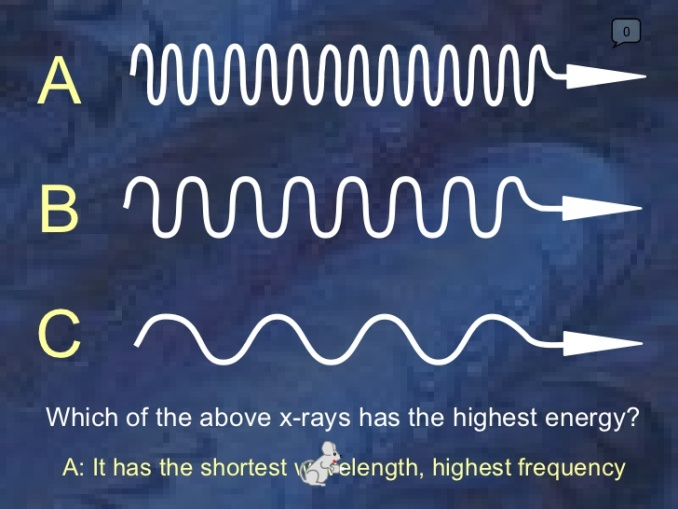 0
A
B
C
Which of the above x-rays has the highest energy?
A: It has the shortest elength, highest frequency